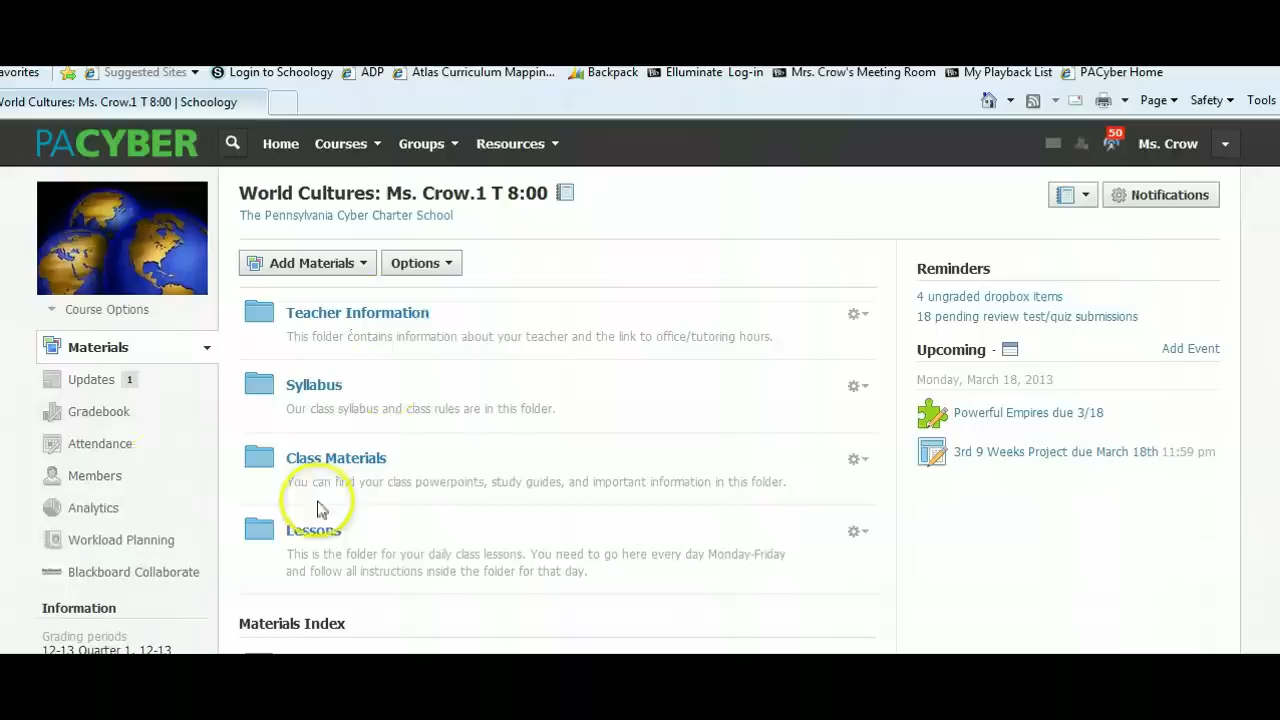 avorites Suggested Sites Login to Schoology ADP Atlas Curriculum Mappin... Backpack Elluminate Log-in Mrs. Crow's Meeting Room My Playback List PACyber Home
World Cultures: Ms. Crow.1 T 8:00 | Schoology Page Safety Tools
PACYBER Home Courses Groups Resources 50 Ms. Crow
World Cultures: Ms. Crow.1 T 8:00 Notifications
The Pennsylvania Cyber Charter School
Add Materials Options
Course Options
Materials
Updates 1
Gradebook
Attendance
Members
Analytics
Workload Planning
Blackboard Collaborate
Information
Grading periods
12-13 Quarter 1, 12-13
Teacher Information
This folder contains information about your teacher and the link to office/tutoring hours.
Syllabus
Our class syllabus and class rules are in this folder.
Class Materials
You can find your class powerpoints, study guides, and important information in this folder.
Lessons
This is the folder for your daily class lessons. You need to go here every day Monday-Friday
and follow all instructions inside the folder for that day.
Materials Index
Reminders
4 ungraded dropbox items
18 pending review test/quiz submissions
Upcoming - Add Event
Monday, March 18, 2013
Powerful Empires due 3/18
3rd 9 Weeks Project due March 18th 11:59 pm